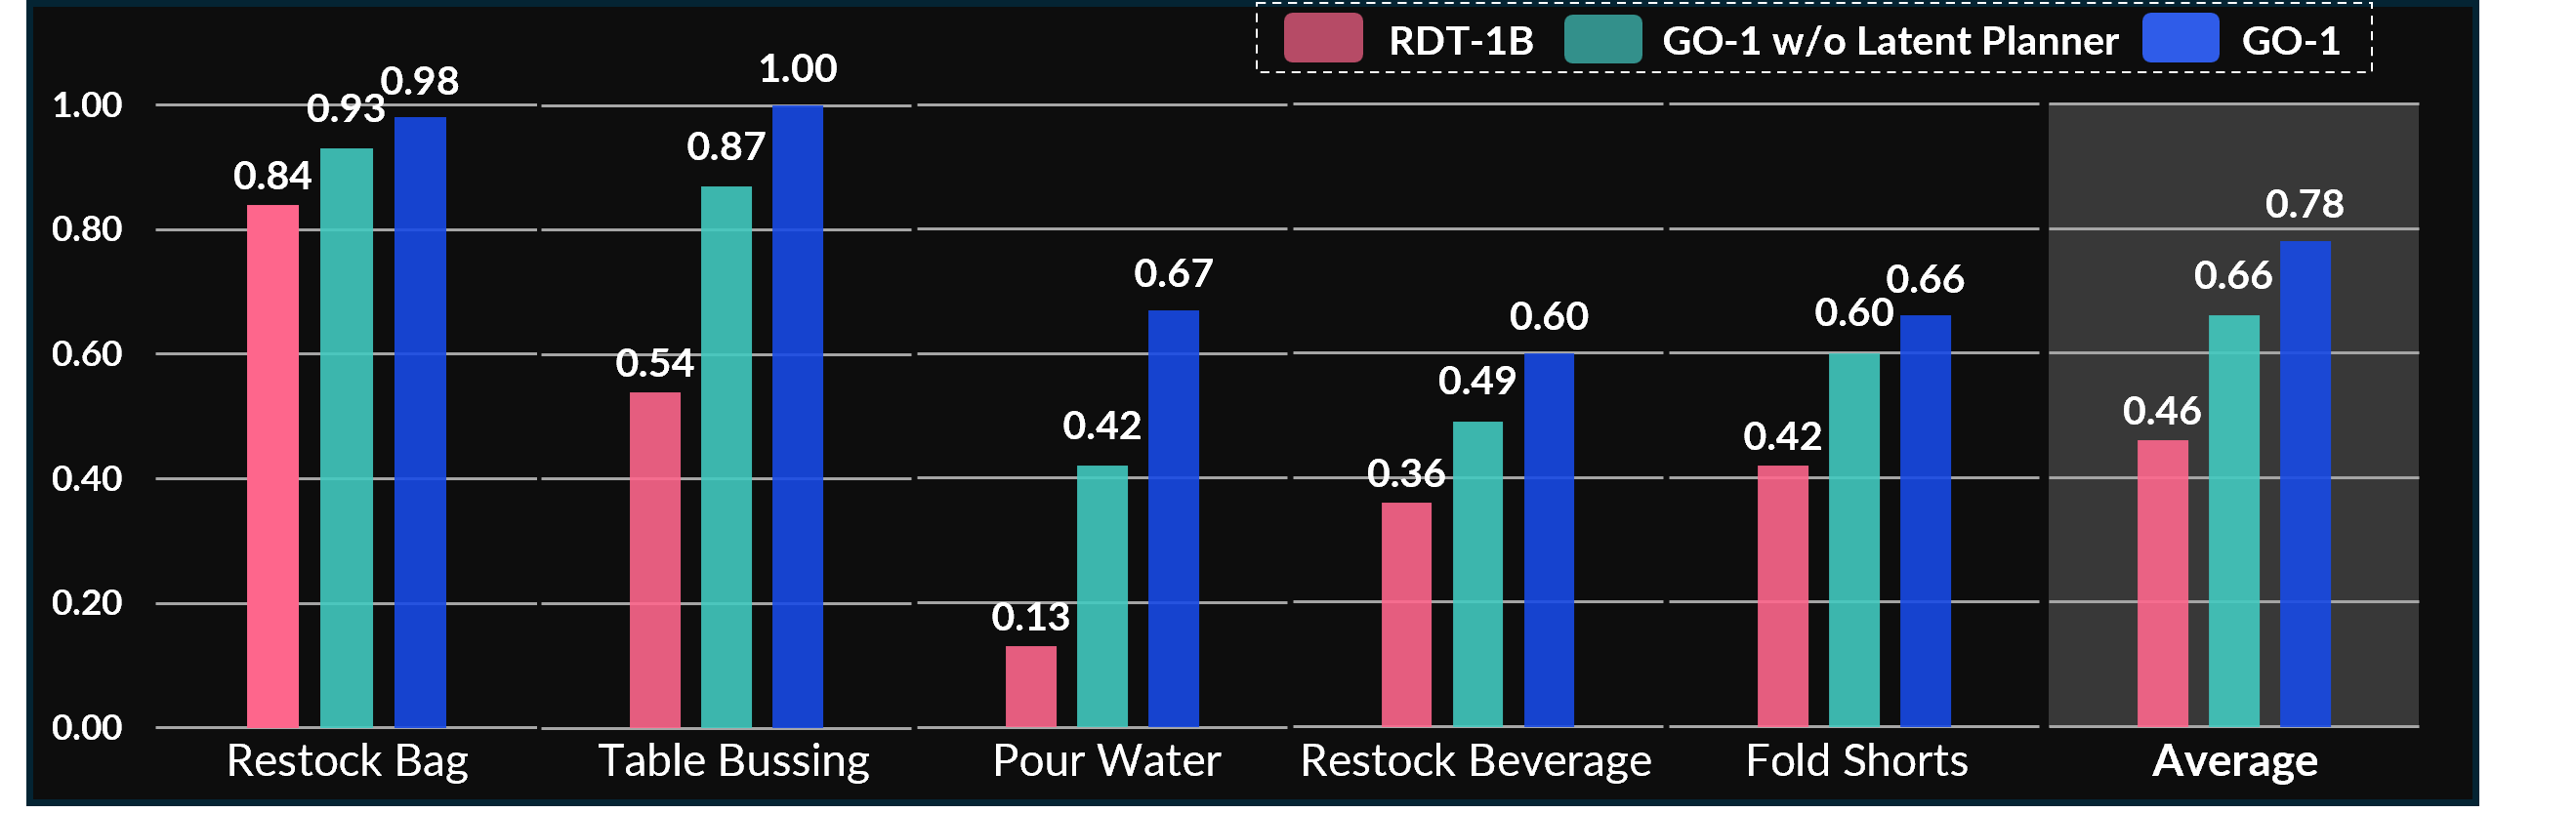 RDT-1B GO-1 w/o Latent Planner GO-1
1.00
0.80
0.60
0.40
0.20
0.00
0.84 0.93 0.98
0.54 0.87 1.00
0.13 0.42 0.67
0.36 0.49 0.60
0.42 0.60 0.66
0.46 0.66 0.78
Restock Bag Table Bussing Pour Water Restock Beverage Fold Shorts Average